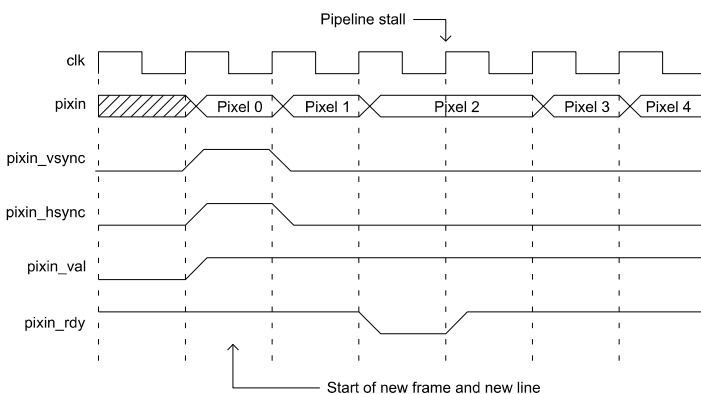 Pipeline stall
clk
pixin
Pixel 0 Pixel 1 Pixel 2 Pixel 3 Pixel 4
pixin_vsync
pixin_hsync
pixin_val
pixin_rdy
Start of new frame and new line